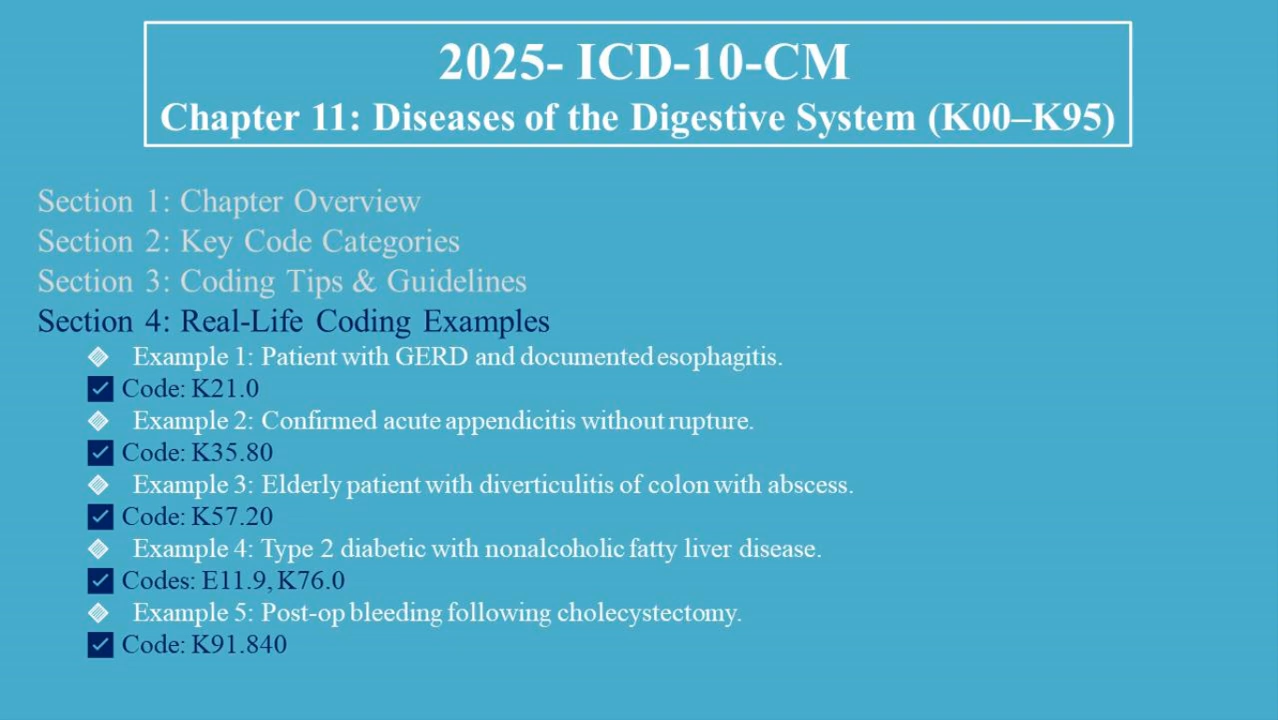 2025- ICD-10-CM
Chapter 11: Diseases of the Digestive System (K00–K95)
Section 1: Chapter Overview
Section 2: Key Code Categories
Section 3: Coding Tips & Guidelines
Section 4: Real-Life Coding Examples
Example 1: Patient with GERD and documented esophagitis.
Code: K21.0
Example 2: Confirmed acute appendicitis without rupture.
Code: K35.80
Example 3: Elderly patient with diverticulitis of colon with abscess.
Code: K57.20
Example 4: Type 2 diabetic with nonalcoholic fatty liver disease.
Codes: E11.9, K76.0
Example 5: Post-op bleeding following cholecystectomy.
Code: K91.840